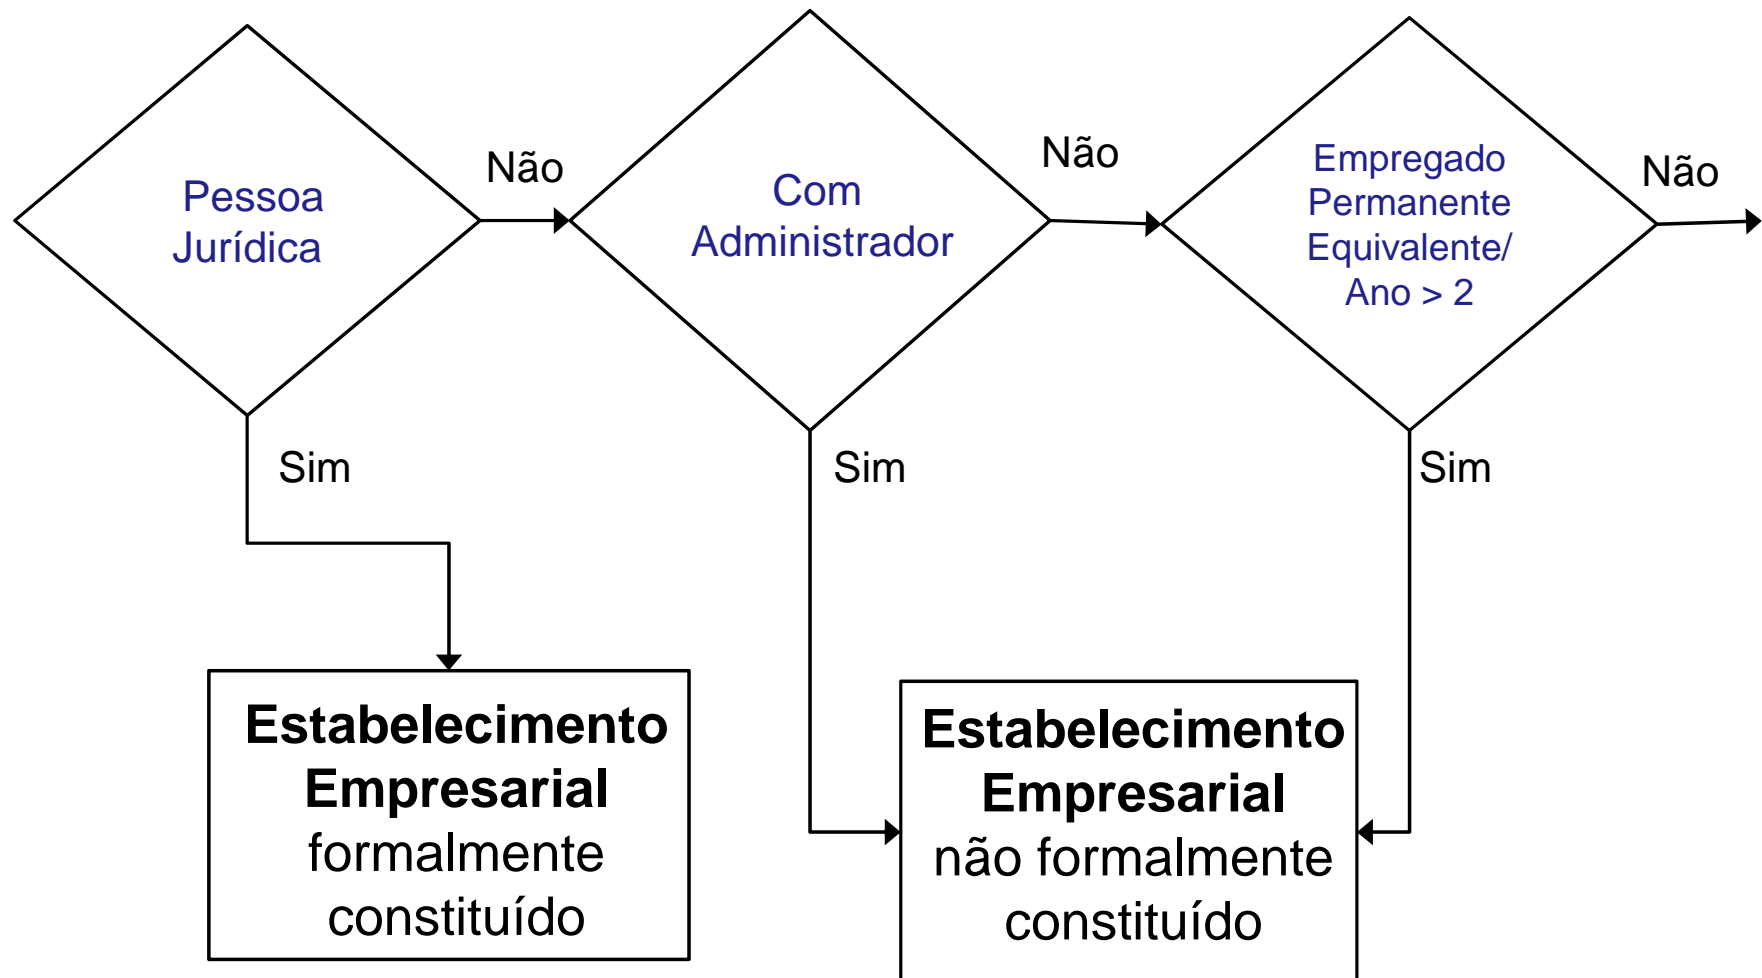 Pessoa
Jurídica
Não
Com
Administrador
Não
Empregado
Permanente
Equivalente/
Ano > 2
Não
Sim
Sim
Sim
Estabelecimento
Empresarial
formalmente
constituído
Estabelecimento
Empresarial
não formalmente
constituído